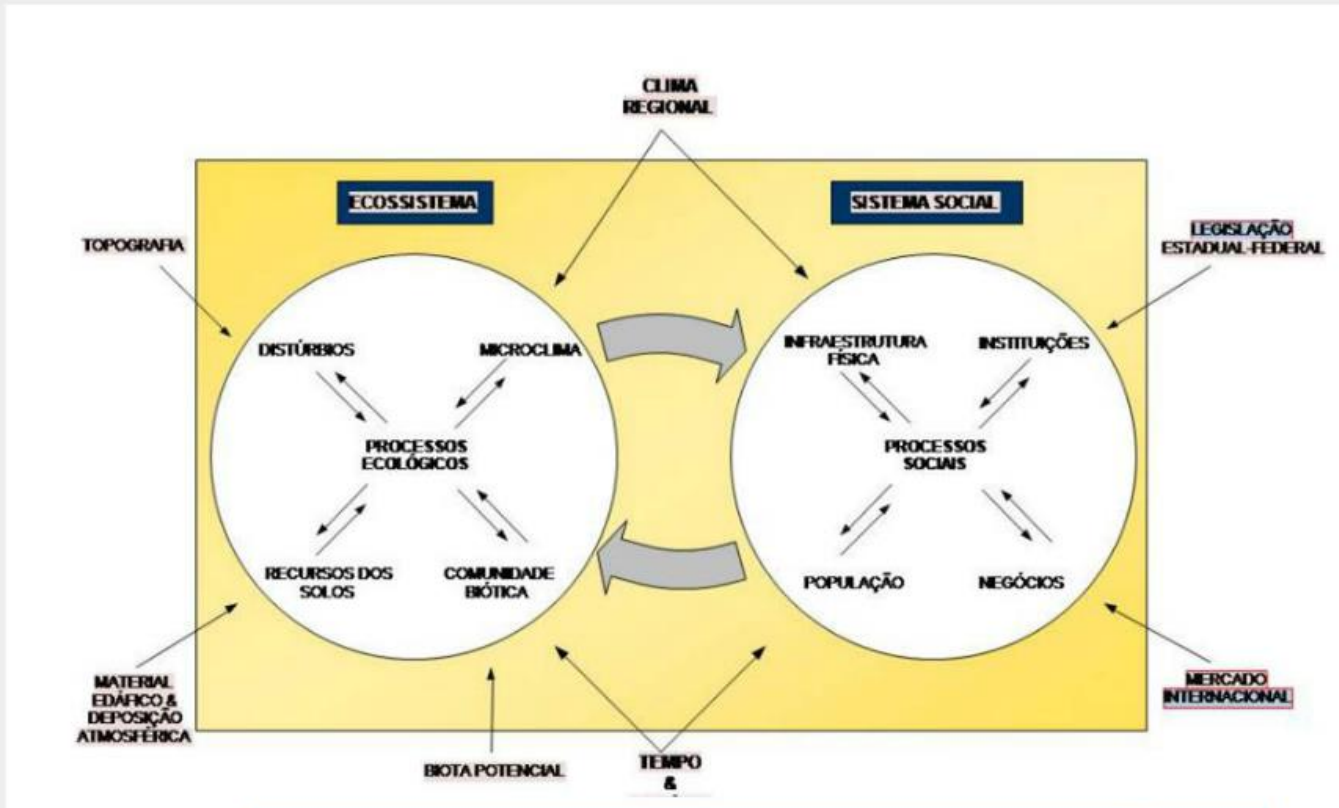 CLIMA
REGIONAL
ECOSSISTEMA
SISTEMA SOCIAL
TOPOGRAFIA
LEGISLAÇÃO
ESTADUAL-FEDERAL
DISTÚRBIOS
MICROCLIMA
INFRAESTRUTURA
FÍSICA
INSTITUIÇÕES
PROCESSOS
ECOLÓGICOS
PROCESSOS
SOCIAIS
RECURSOS DOS
SOLOS
COMUNIDADE
BIÓTICA
POPULAÇÃO
NEGÓCIOS
MATERIAL
EDÁFICO &
DEPOSIÇÃO
ATMOSFÉRICA
MERCADO
INTERNACIONAL
BIOTA POTENCIAL
TEMPO
&